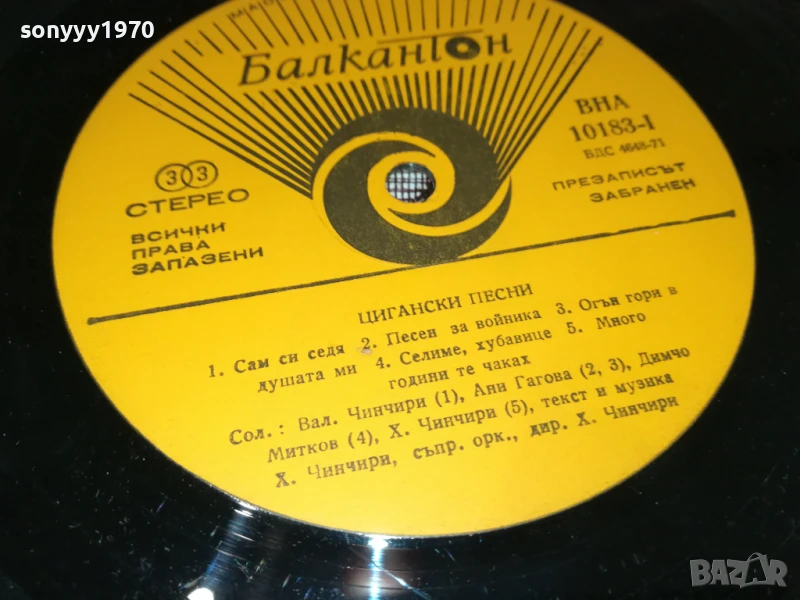 sonyyy1970
БалканТон
ВНА
10183-I
БДС 4648-71
ПРЕЗАПИСЪТ
ЗАБРАНЕН
33
СТЕРЕО
ВСИЧКИ
ПРАВА
ЗАПАЗЕНИ
ЦИГАНСКИ ПЕСНИ
1. Сам си седя 2. Песен за войника 3. Огън гори в
душата ми 4. Селиме, хубавице 5. Много
години те чаках
Сол.: Вал. Чинчири (1), Ани Гагова (2, 3), Димчо
Митков (4), Х. Чинчири (5), текст и музика
Х. Чинчири, съпр. орк., дир. Х. Чинчири
BAZAR